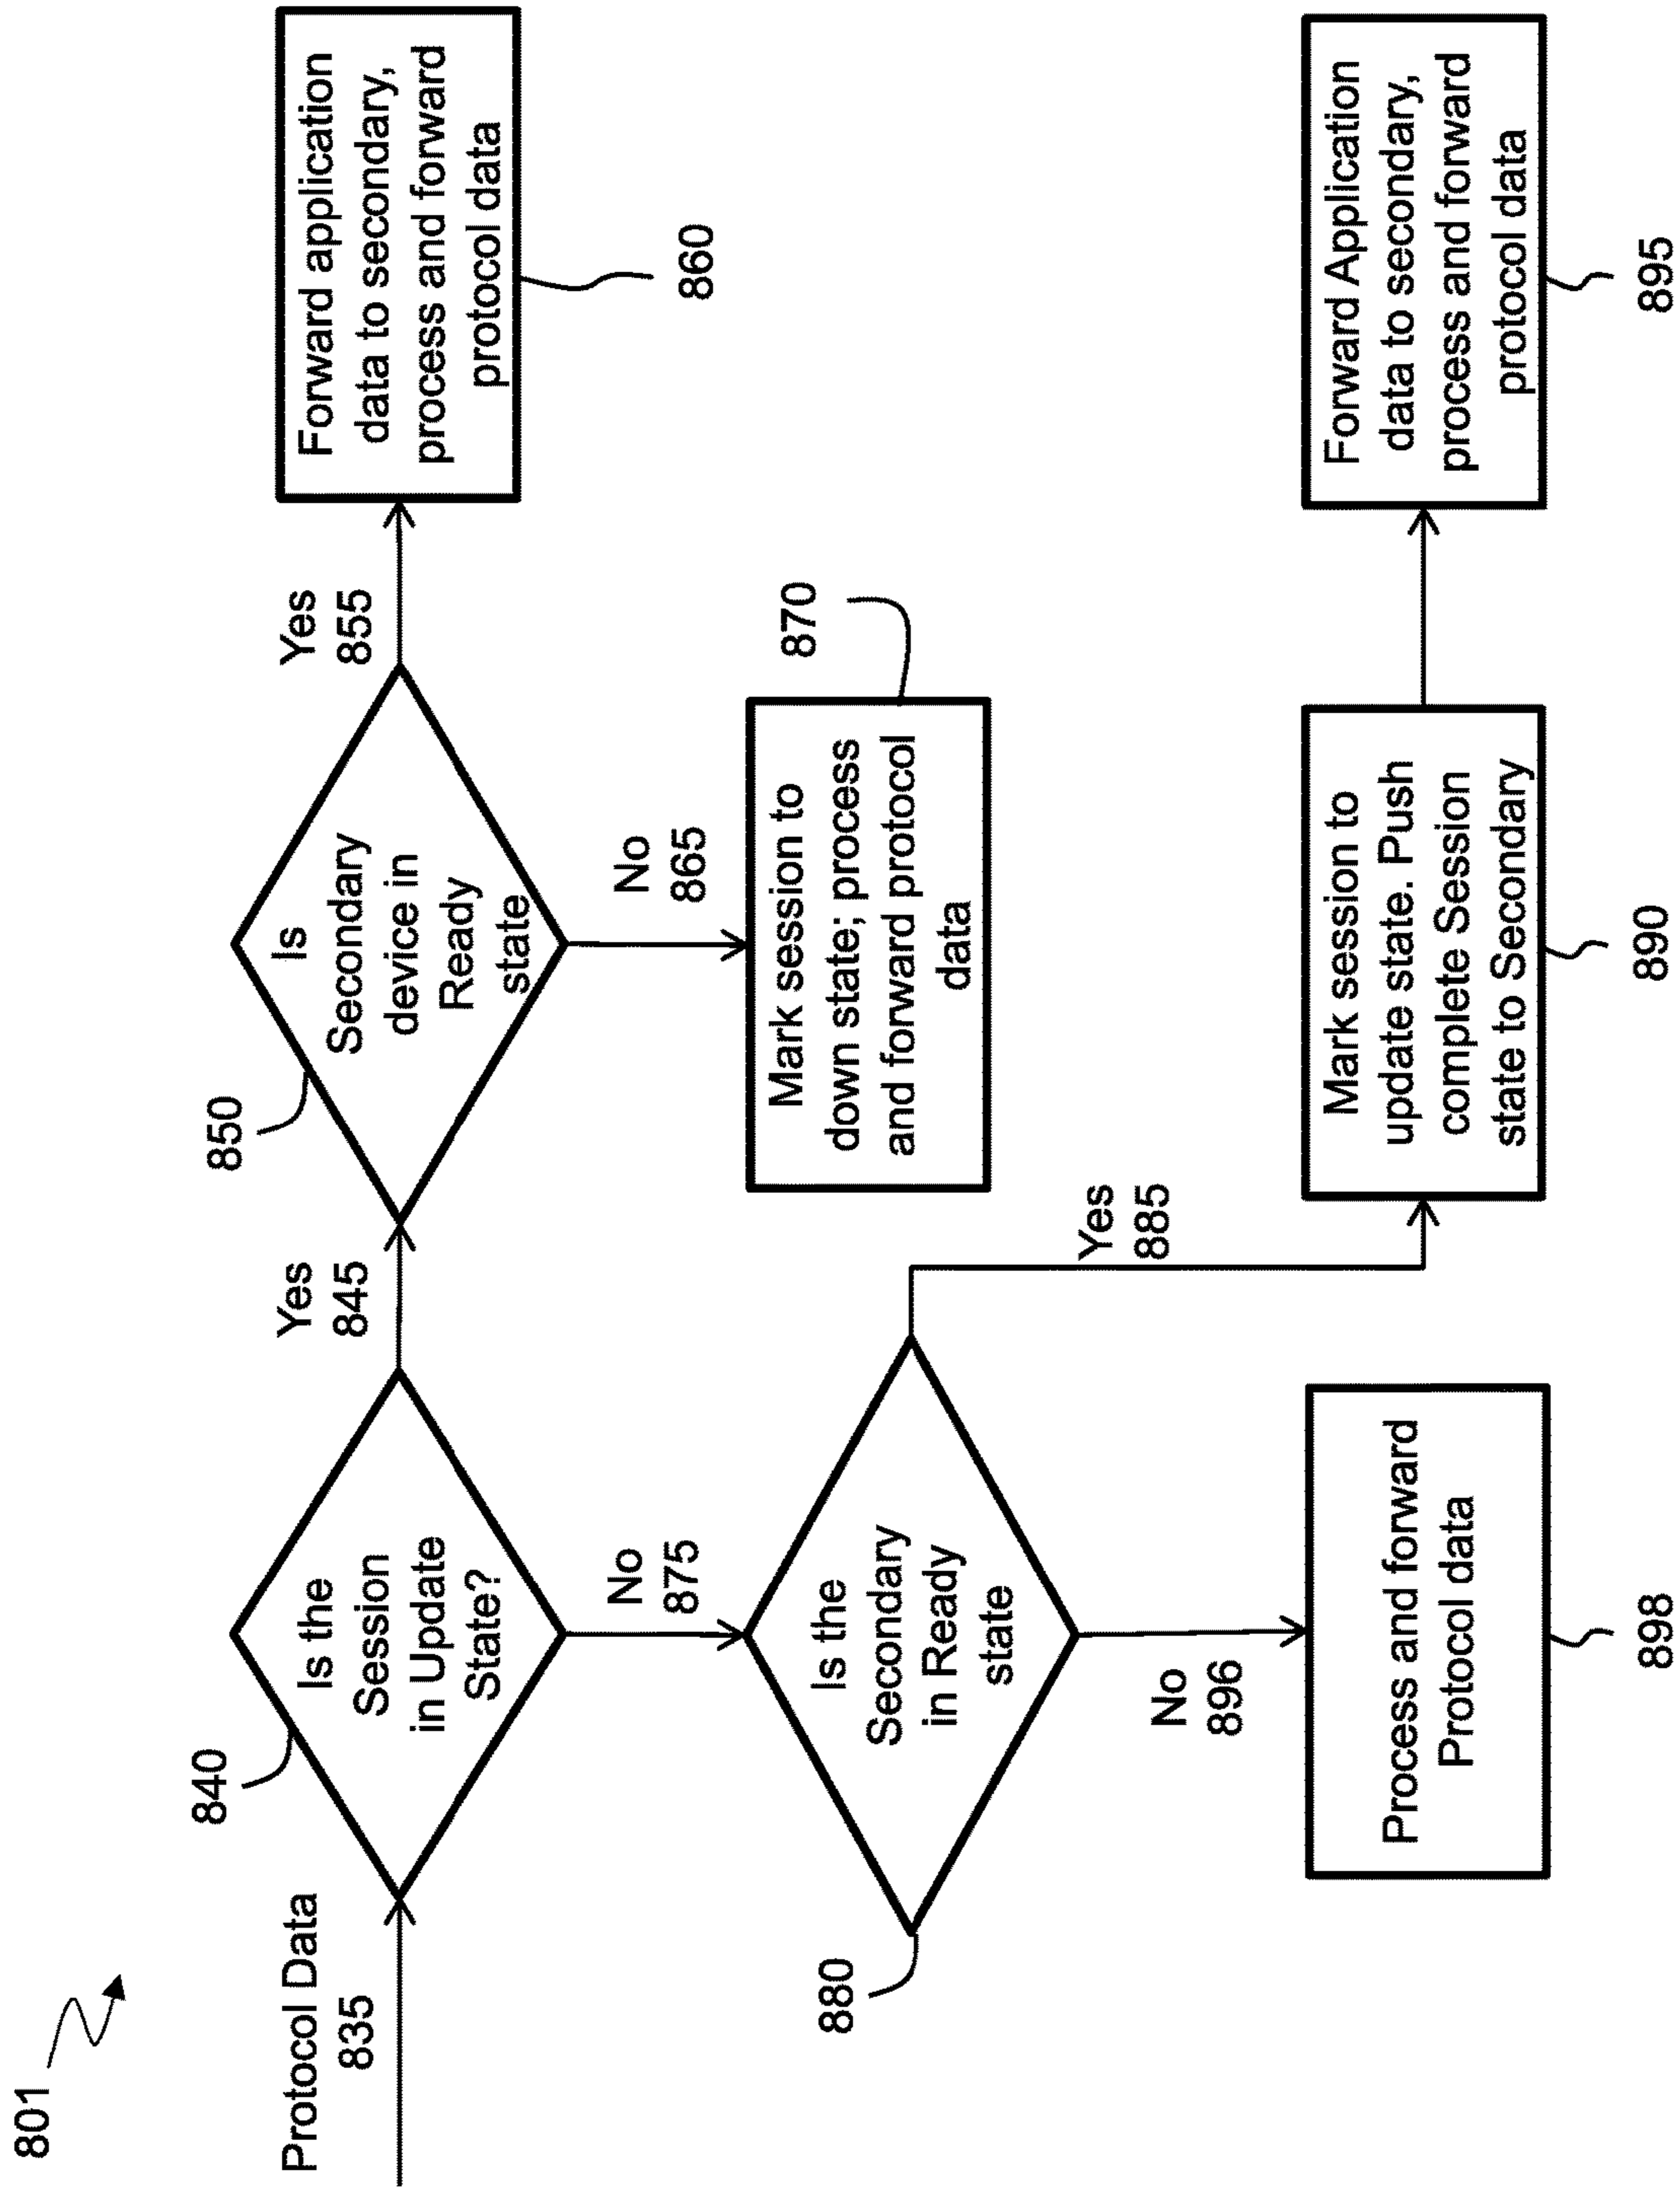 801
Protocol Data
835
840
Is the
Session
in Update
State?
Yes
845
850
Is
Secondary
device in
Ready
state
Yes
855
Forward application
data to secondary,
process and forward
protocol data
860
No
865
Mark session to
down state; process
and forward protocol
data
870
No
875
880
Is the
Secondary
in Ready
state
Yes
885
Mark session to
update state. Push
complete Session
state to Secondary
890
Forward Application
data to secondary,
process and forward
protocol data
895
No
896
Process and forward
Protocol data
898